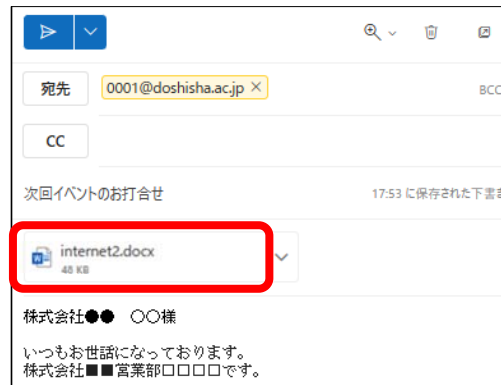 宛先 0001@doshisha.ac.jp × BCC
CC
次回イベントのお打合せ 17:53 に保存された下書き
internet2.docx
48 KB
株式会社●● 〇〇様
いつもお世話になっております。
株式会社■■営業部□□□□です。